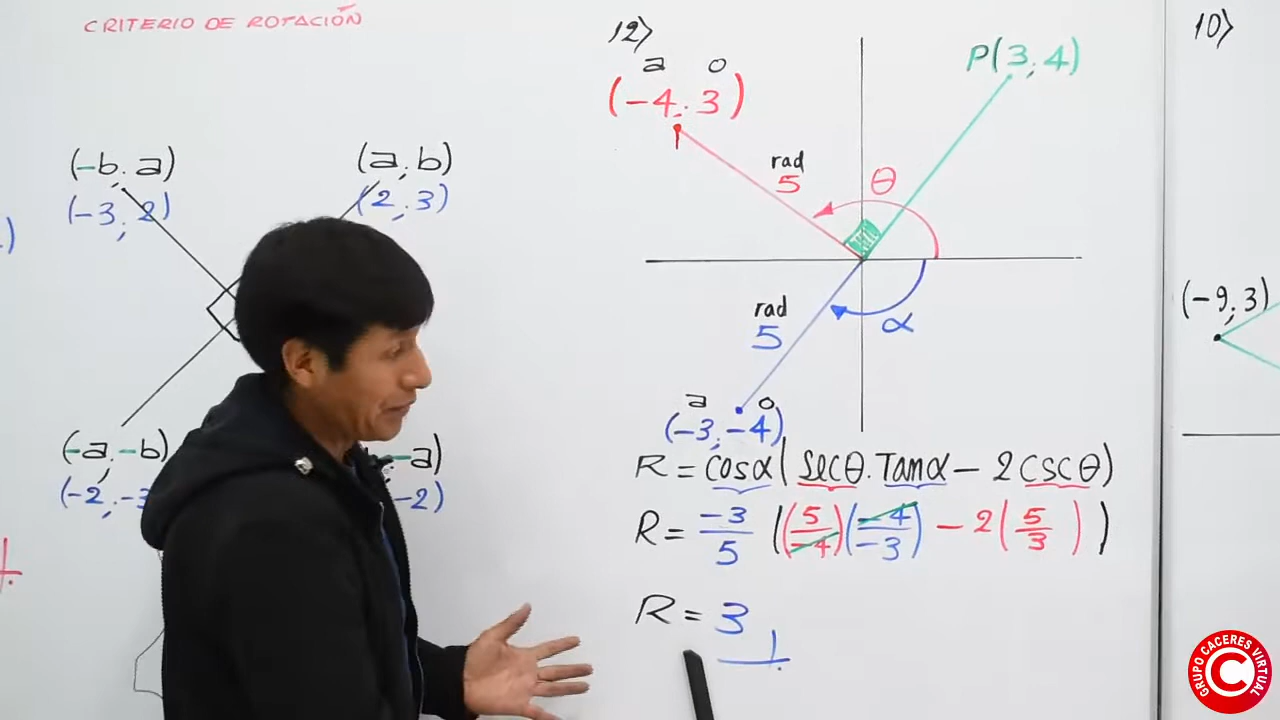 CRITERIO DE ROTACIÓN
(-b; a)
(-3; 2)
(a; b)
(2; 3)
(-a; -b)
(-2; -3
-a)
-2)
12)
a o
(-4; 3)
P(3; 4)
rad
5
θ
rad
5
α
a o
(-3; -4)
R = cosα( secθ.Tanα - 2cscθ)
R = -3/5 ((5/-4)(-4/-3) - 2(5/3))
R = 3
10)
(-9; 3)
GRUPO CACERES VIRTUAL
C